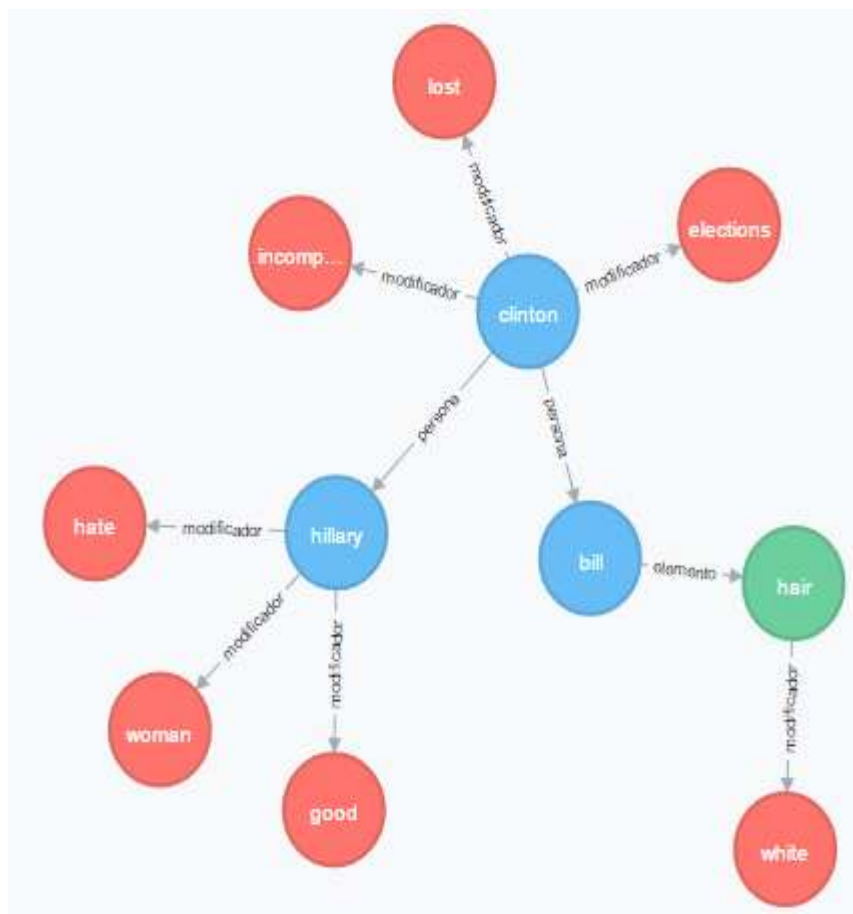 lost
modificador
elections
incomp...
modificador
modificador
clinton
persona
persona
hate
modificador
hillary
bill
elemento
hair
modificador
modificador
modificador
woman
good
white